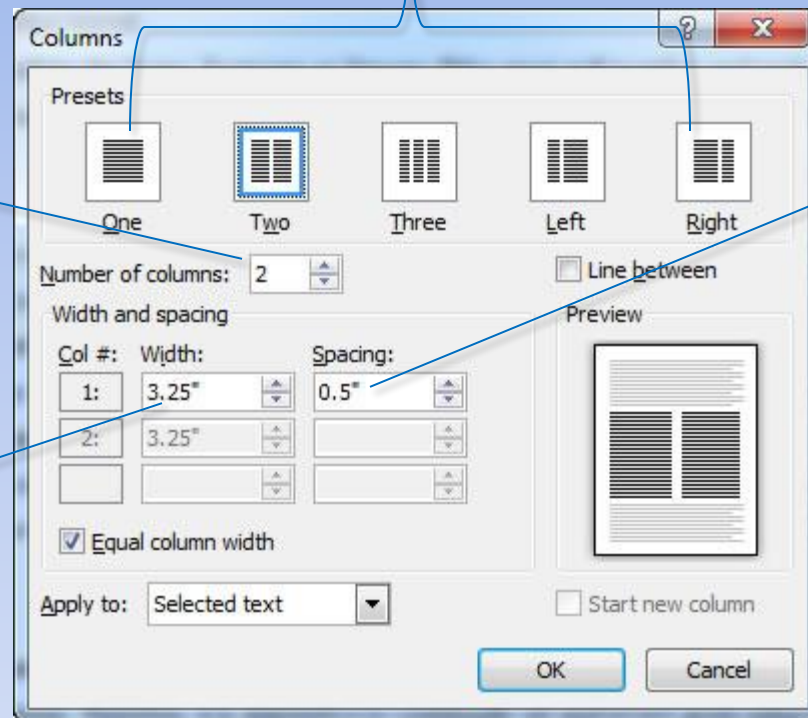 Columns
Presets
One Two Three Left Right
Number of columns: 2
Line between
Width and spacing
Preview
Col #: Width: Spacing:
1: 3.25" 0.5"
2: 3.25"
Equal column width
Apply to: Selected text
Start new column
OK Cancel